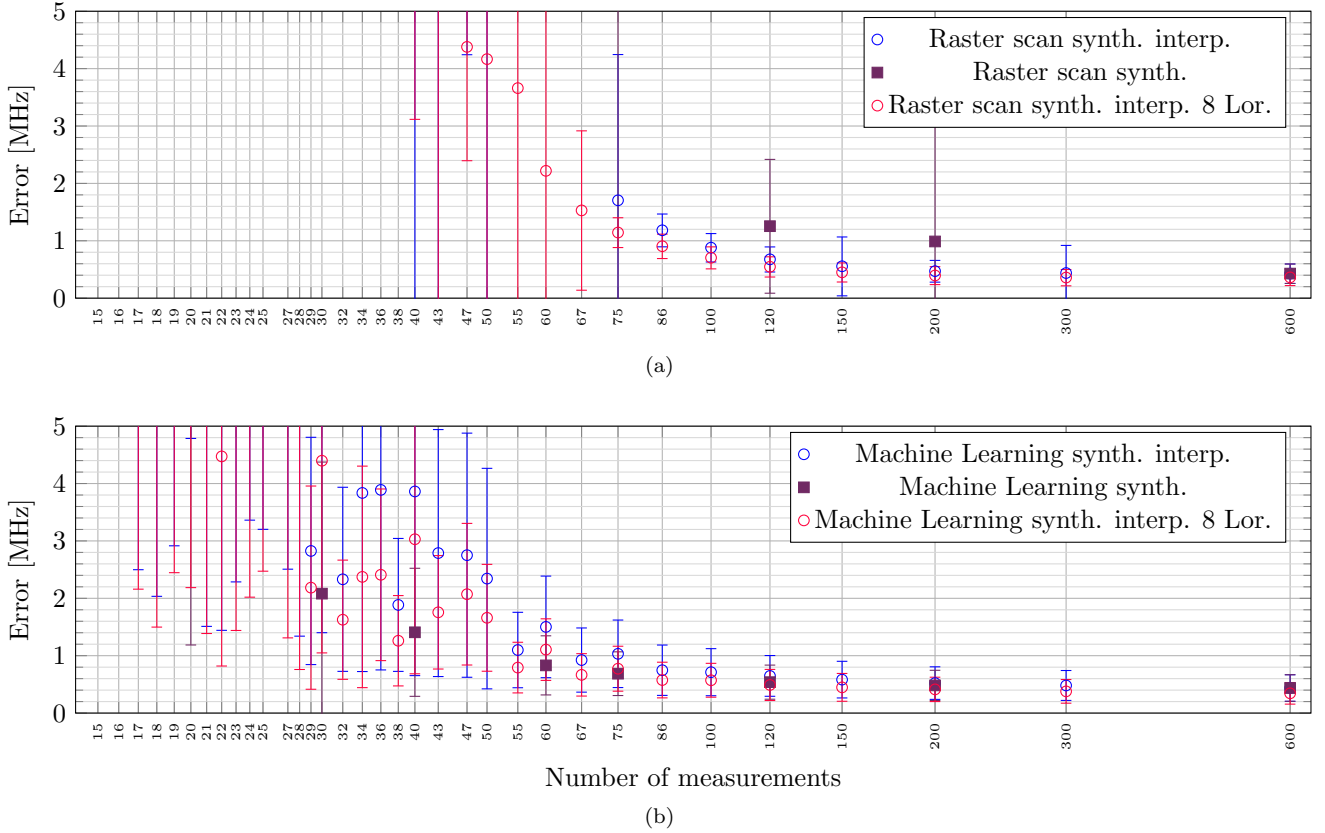 5
4
3
2
1
0
Error [MHz]
Raster scan synth. interp.
Raster scan synth.
Raster scan synth. interp. 8 Lor.
15 16 17 18 19 20 21 22 23 24 25 27 28 29 30 32 34 36 38 40 43 47 50 55 60 67 75 86 100 120 150 200 300 600
(a)
5
4
3
2
1
0
Error [MHz]
Machine Learning synth. interp.
Machine Learning synth.
Machine Learning synth. interp. 8 Lor.
15 16 17 18 19 20 21 22 23 24 25 27 28 29 30 32 34 36 38 40 43 47 50 55 60 67 75 86 100 120 150 200 300 600
Number of measurements
(b)